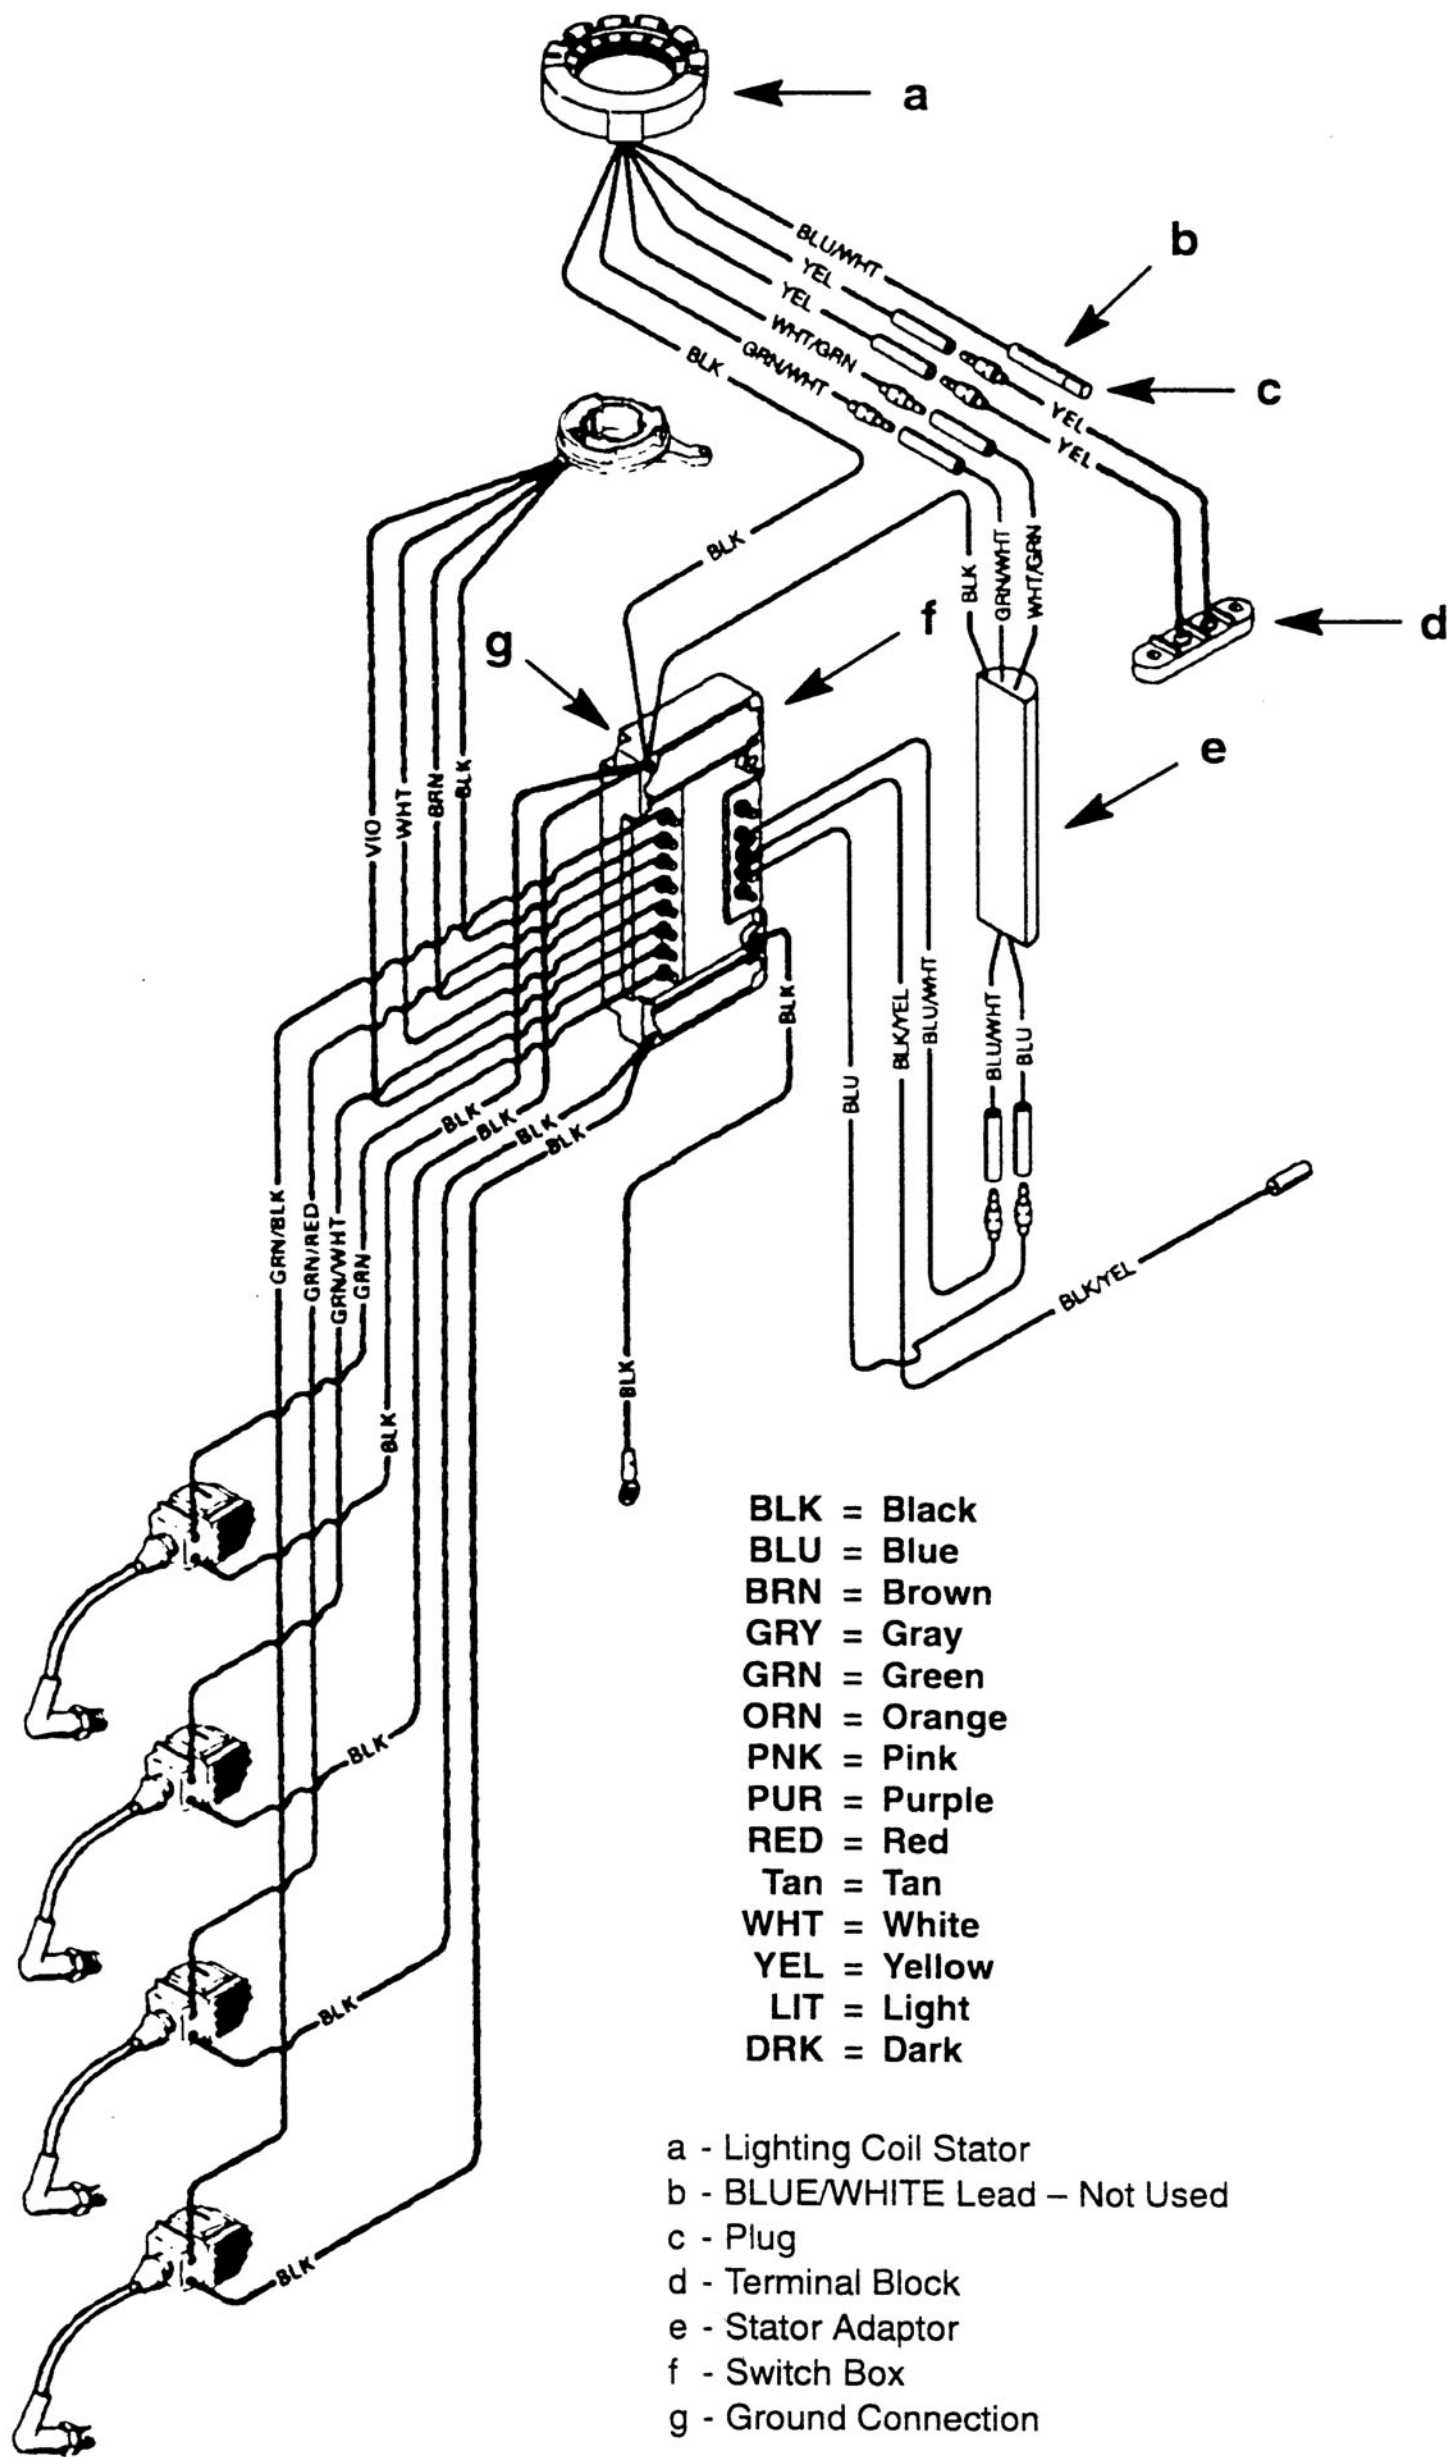 a
b
BLU/WHT
YEL
YEL
WHT/GRN
GRN/WHT
BLK
c
YEL
YEL
BLK
BLK
GRN/WHT
WHT/GRN
d
f
g
e
VIO
WHT
BRN
BLK
BLK
BLU
BLK/YEL
BLU/WHT
BLU/WHT
BLU
BLK
BLK
BLK
BLK
GRN/BLK
GRN/RED
GRN/WHT
GRN
BLK/YEL
BLK
BLK
BLK
BLK
BLK
BLK = Black
BLU = Blue
BRN = Brown
GRY = Gray
GRN = Green
ORN = Orange
PNK = Pink
PUR = Purple
RED = Red
Tan = Tan
WHT = White
YEL = Yellow
LIT = Light
DRK = Dark
a - Lighting Coil Stator
b - BLUE/WHITE Lead – Not Used
c - Plug
d - Terminal Block
e - Stator Adaptor
f - Switch Box
g - Ground Connection